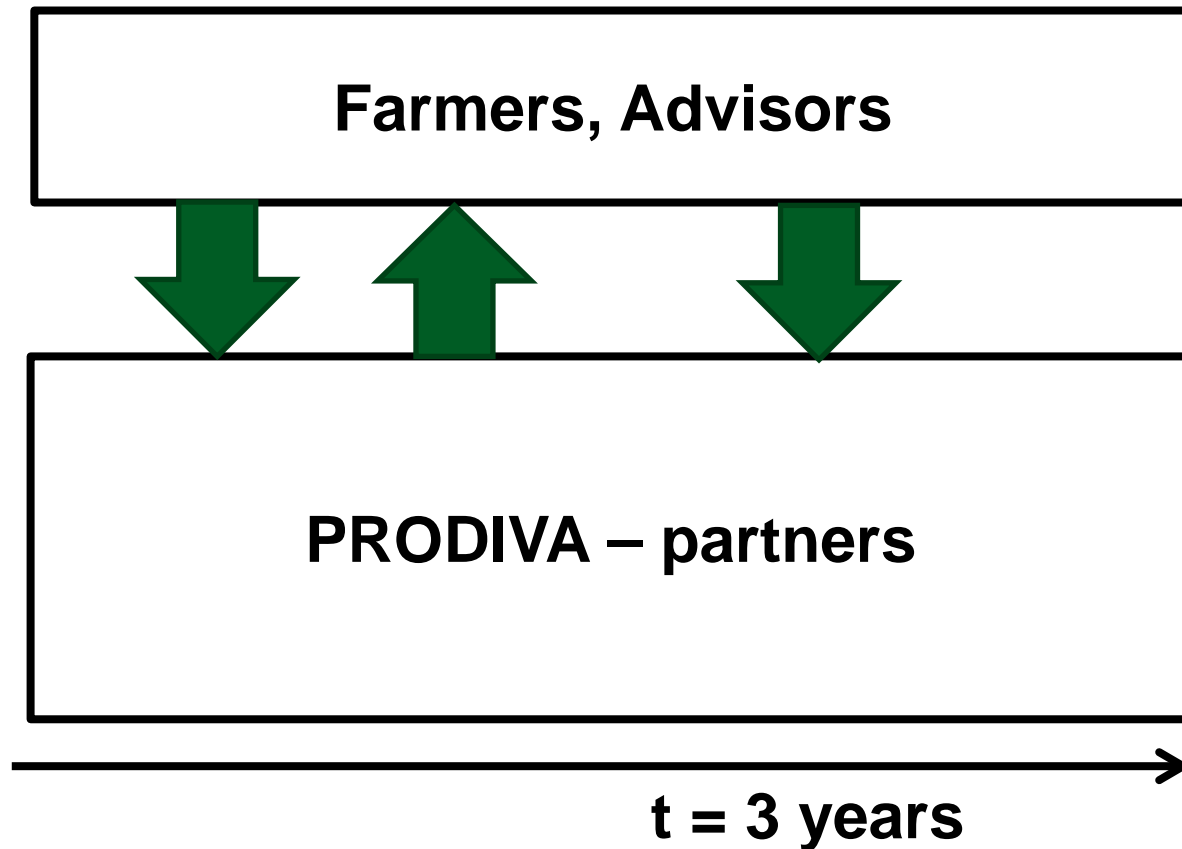 Farmers, Advisors
PRODIVA – partners
t = 3 years